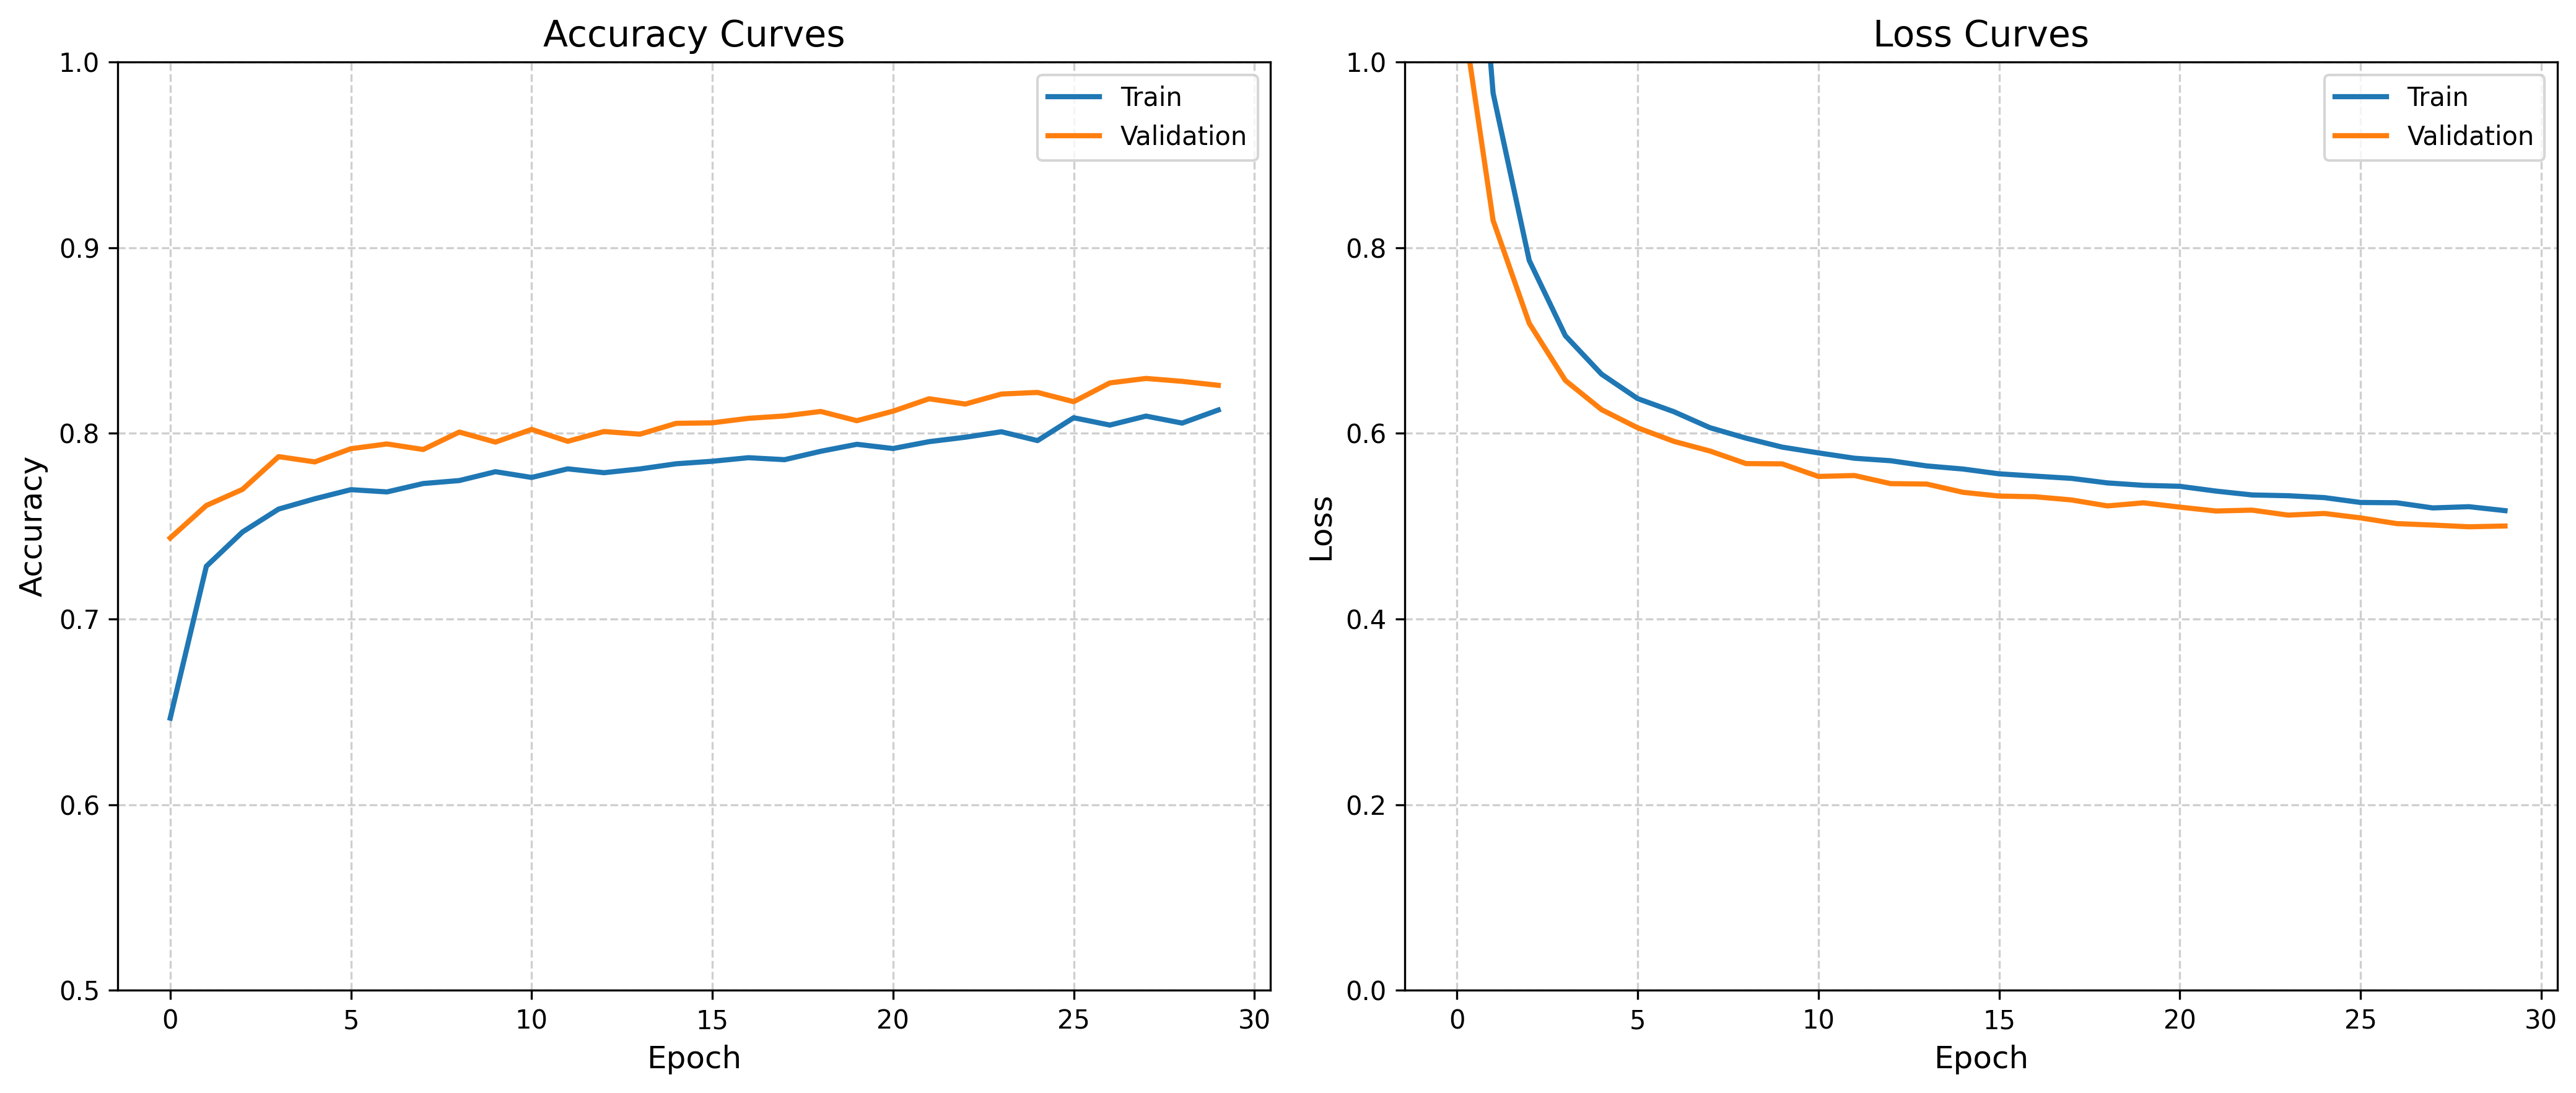 Accuracy Curves
1.0
0.9
0.8
0.7
0.6
0.5
Accuracy
0 5 10 15 20 25 30
Epoch
Train
Validation
Loss Curves
1.0
0.8
0.6
0.4
0.2
0.0
Loss
0 5 10 15 20 25 30
Epoch
Train
Validation